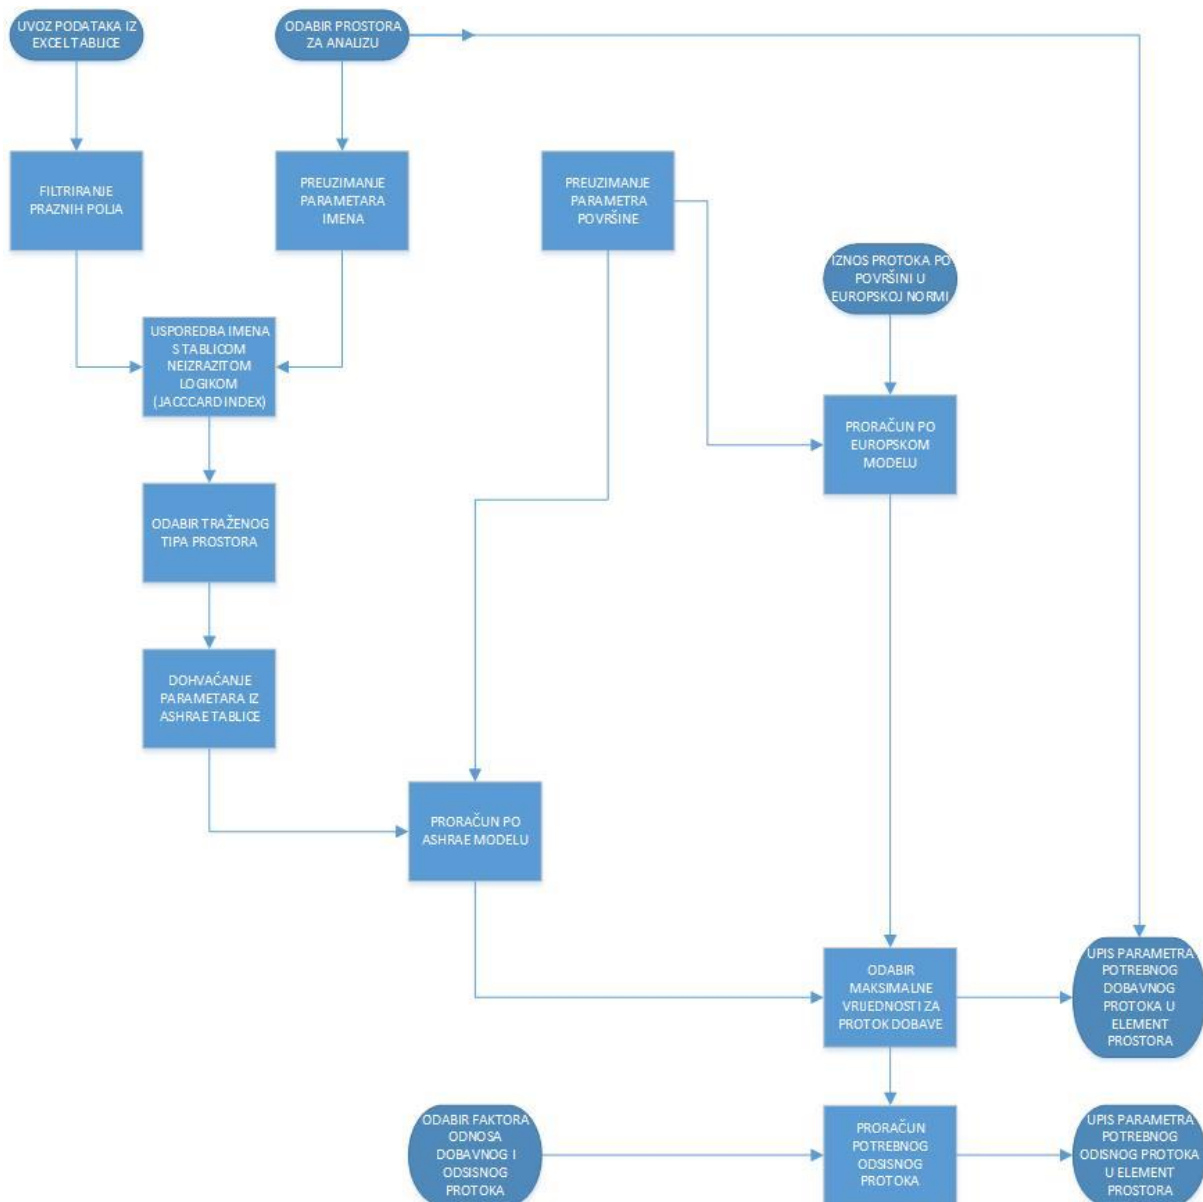 UVOZ PODATAKA IZ
EXCEL TABLICE
ODABIR PROSTORA
ZA ANALIZU
FILTRIRANJE
PRAZNIH POLJA
PREUZIMANJE
PARAMETARA
IMENA
PREUZIMANJE
PARAMETRA
POVRŠINE
IZNOS PROTOKA PO
POVRŠINI U
EUROPSKOJ NORMI
USPOREDBA IMENA
S TABLICOM
NEIZRAZITOM
LOGIKOM
(JACCCARD INDEX)
PRORAČUN PO
EUROPSKOM
MODELU
ODABIR TRAŽENOG
TIPA PROSTORA
DOHVAĆANJE
PARAMETARA IZ
ASHRAE TABLICE
PRORAČUN PO
ASHRAE MODELU
ODABIR
MAKSIMALNE
VRIJEDNOSTI ZA
PROTOK DOBAVE
UPIS PARAMETRA
POTREBNOG
DOBAVNOG
PROTOKA U
ELEMENT
PROSTORA
ODABIR FAKTORA
ODNOSA
DOBAVNOG I
ODSISNOG
PROTOKA
PRORAČUN
POTREBNOG
ODSISNOG
PROTOKA
UPIS PARAMETRA
POTREBNOG
ODISNOG PROTOKA
U ELEMENT
PROSTORA